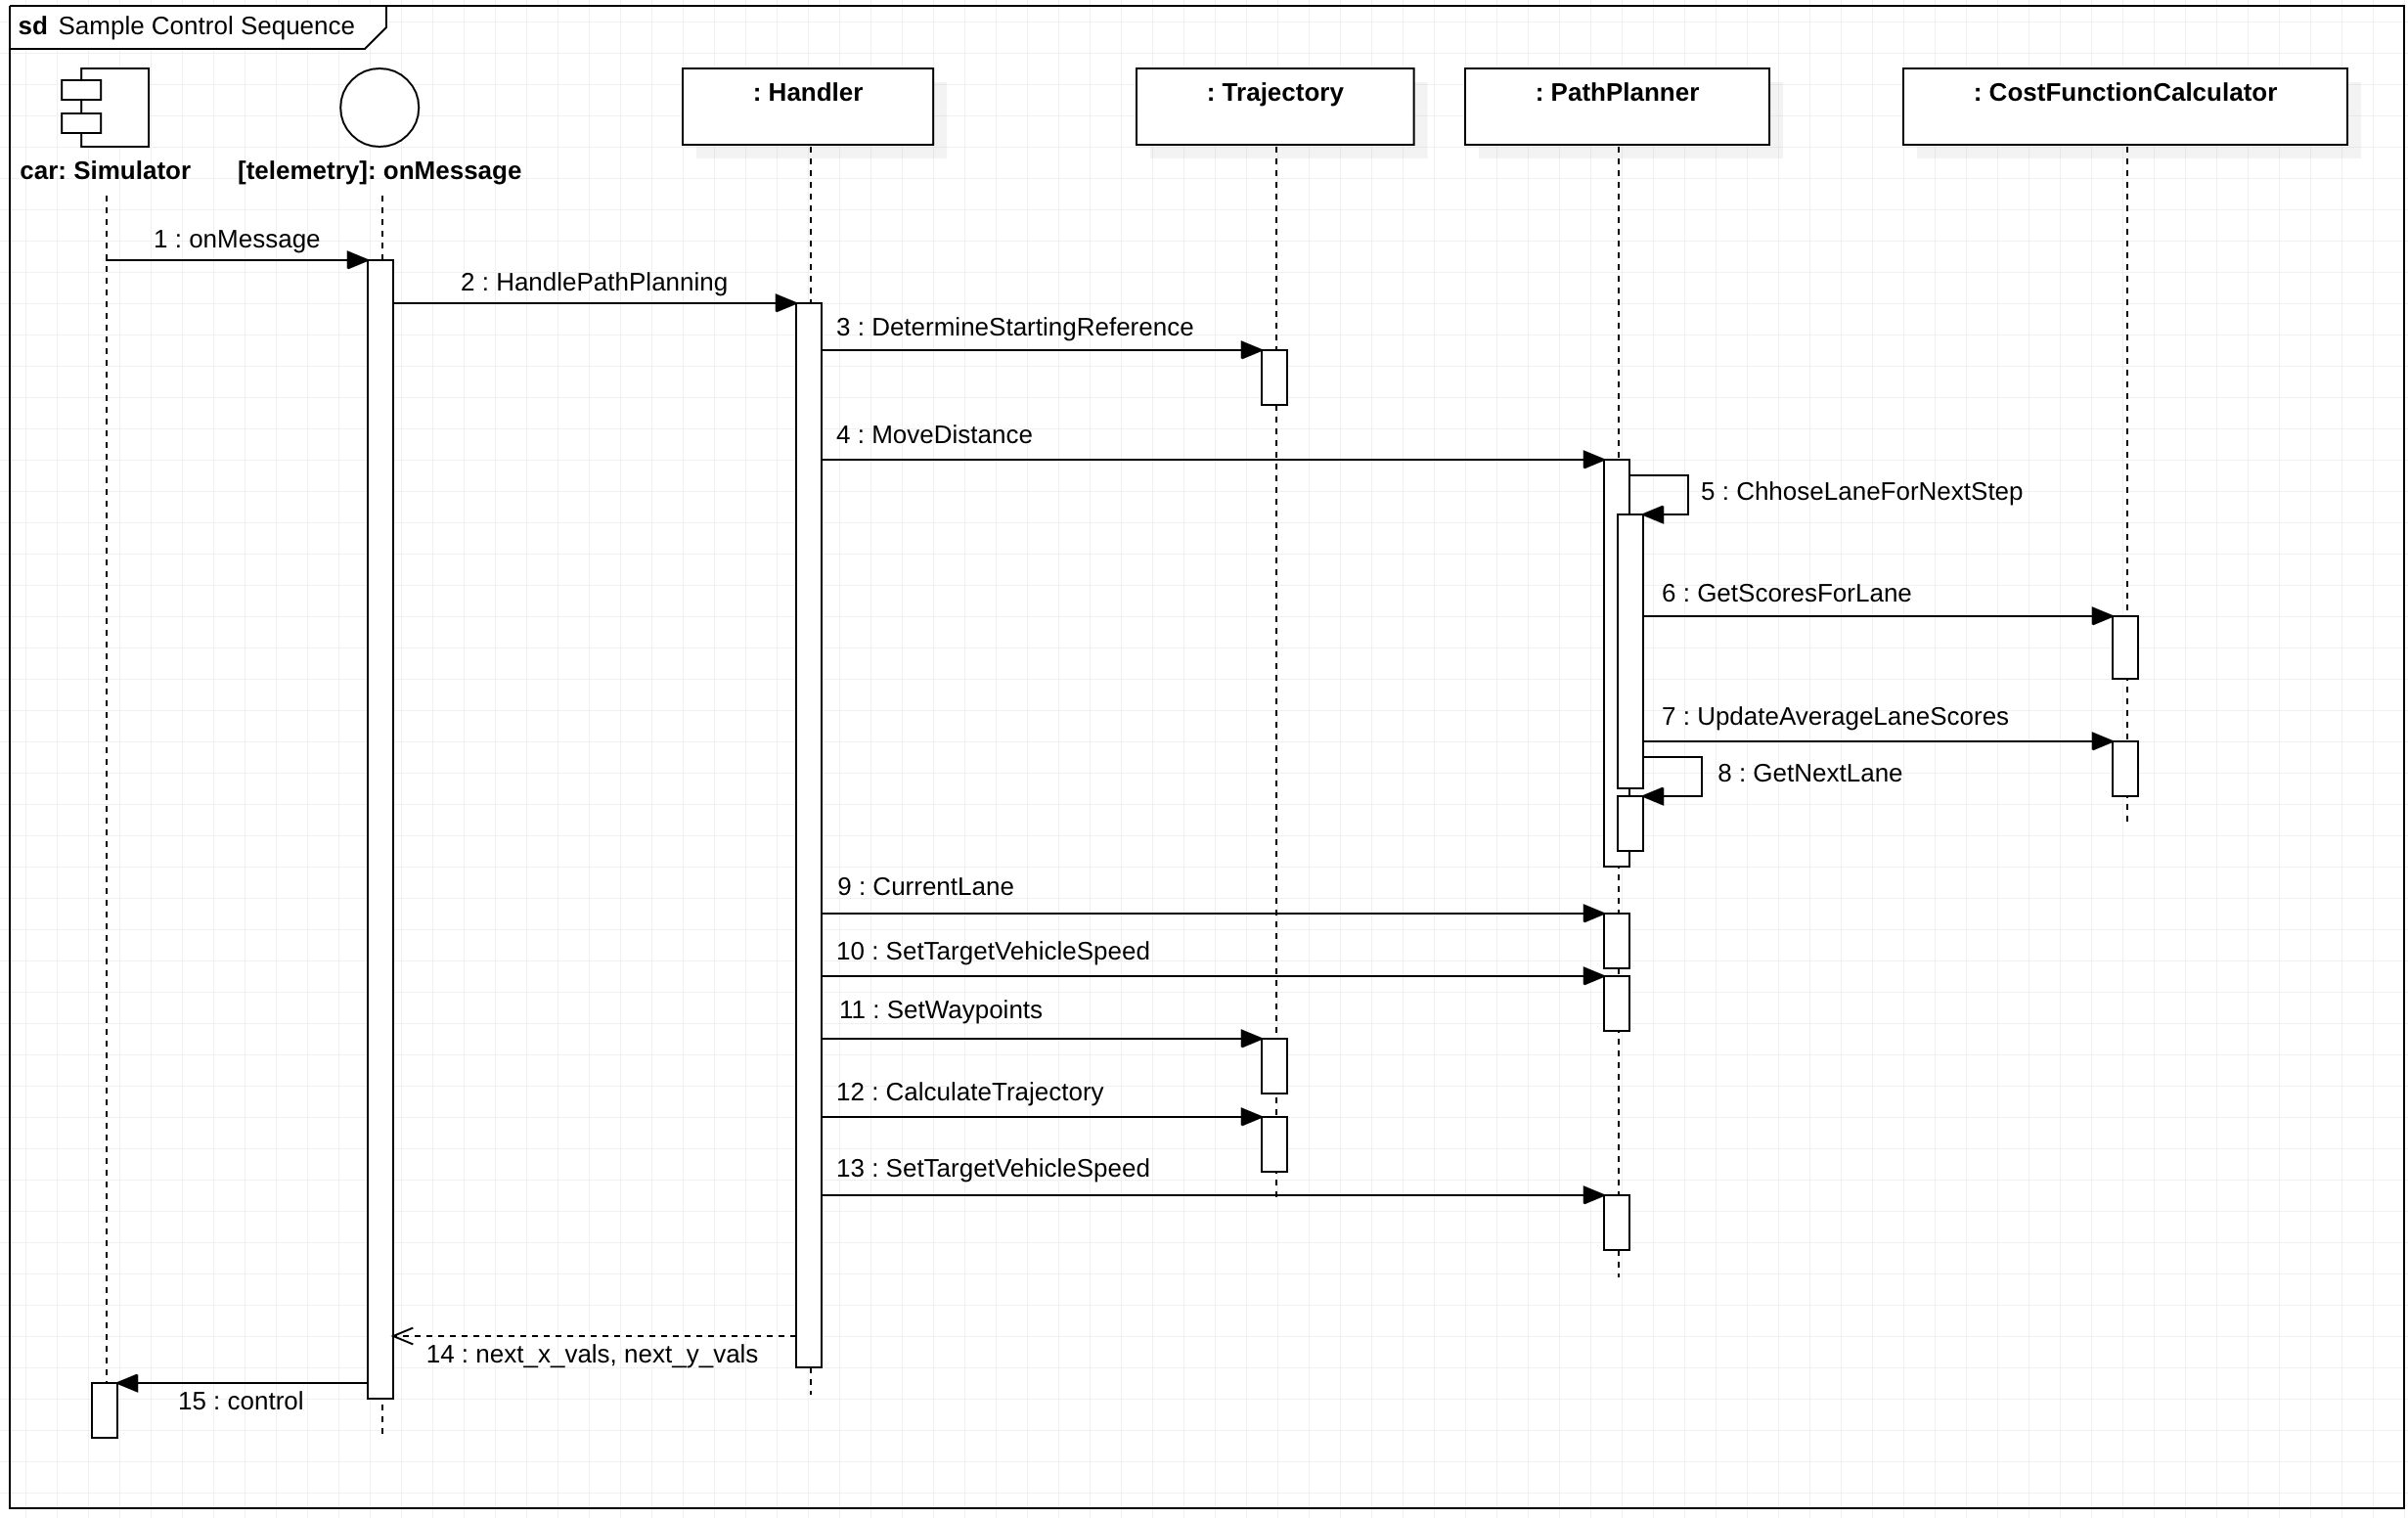 sd Sample Control Sequence
: Handler
: Trajectory
: PathPlanner
: CostFunctionCalculator
car: Simulator
[telemetry]: onMessage
1 : onMessage
2 : HandlePathPlanning
3 : DetermineStartingReference
4 : MoveDistance
5 : ChhoseLaneForNextStep
6 : GetScoresForLane
7 : UpdateAverageLaneScores
8 : GetNextLane
9 : CurrentLane
10 : SetTargetVehicleSpeed
11 : SetWaypoints
12 : CalculateTrajectory
13 : SetTargetVehicleSpeed
14 : next_x_vals, next_y_vals
15 : control